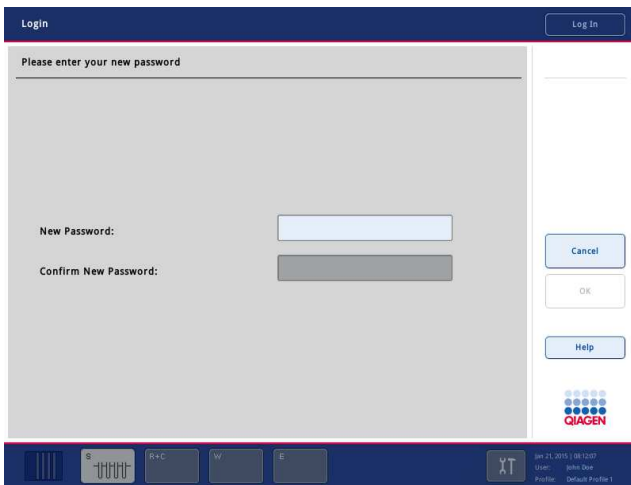 Login
Log In
Please enter your new password
New Password:
Confirm New Password:
Cancel
OK
Help
QIAGEN
S
R+C
W
E
Jan 21, 2015 | 08:12:07
User: John Doe
Profile: Default Profile 1